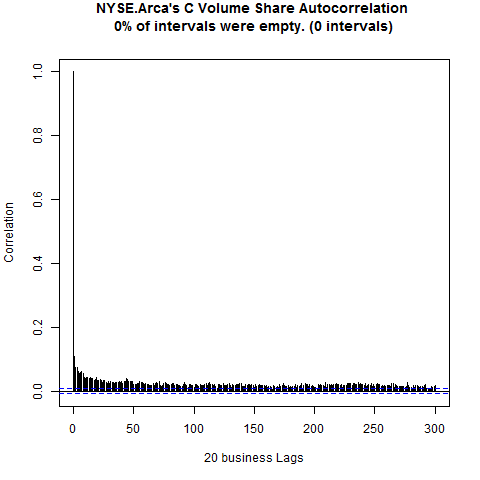 NYSE.Arca's C Volume Share Autocorrelation
0% of intervals were empty. (0 intervals)
Correlation
1.0
0.8
0.6
0.4
0.2
0.0
0 50 100 150 200 250 300
20 business Lags